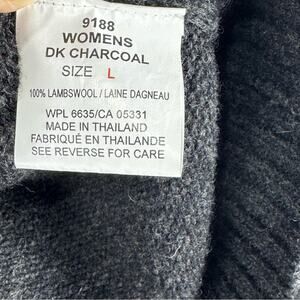 9188
WOMENS
DK CHARCOAL
SIZE L
100% LAMBSWOOL / LAINE DAGNEAU
WPL 6635/CA 05331
MADE IN THAILAND
FABRIQUÉ EN THAILANDE
SEE REVERSE FOR CARE